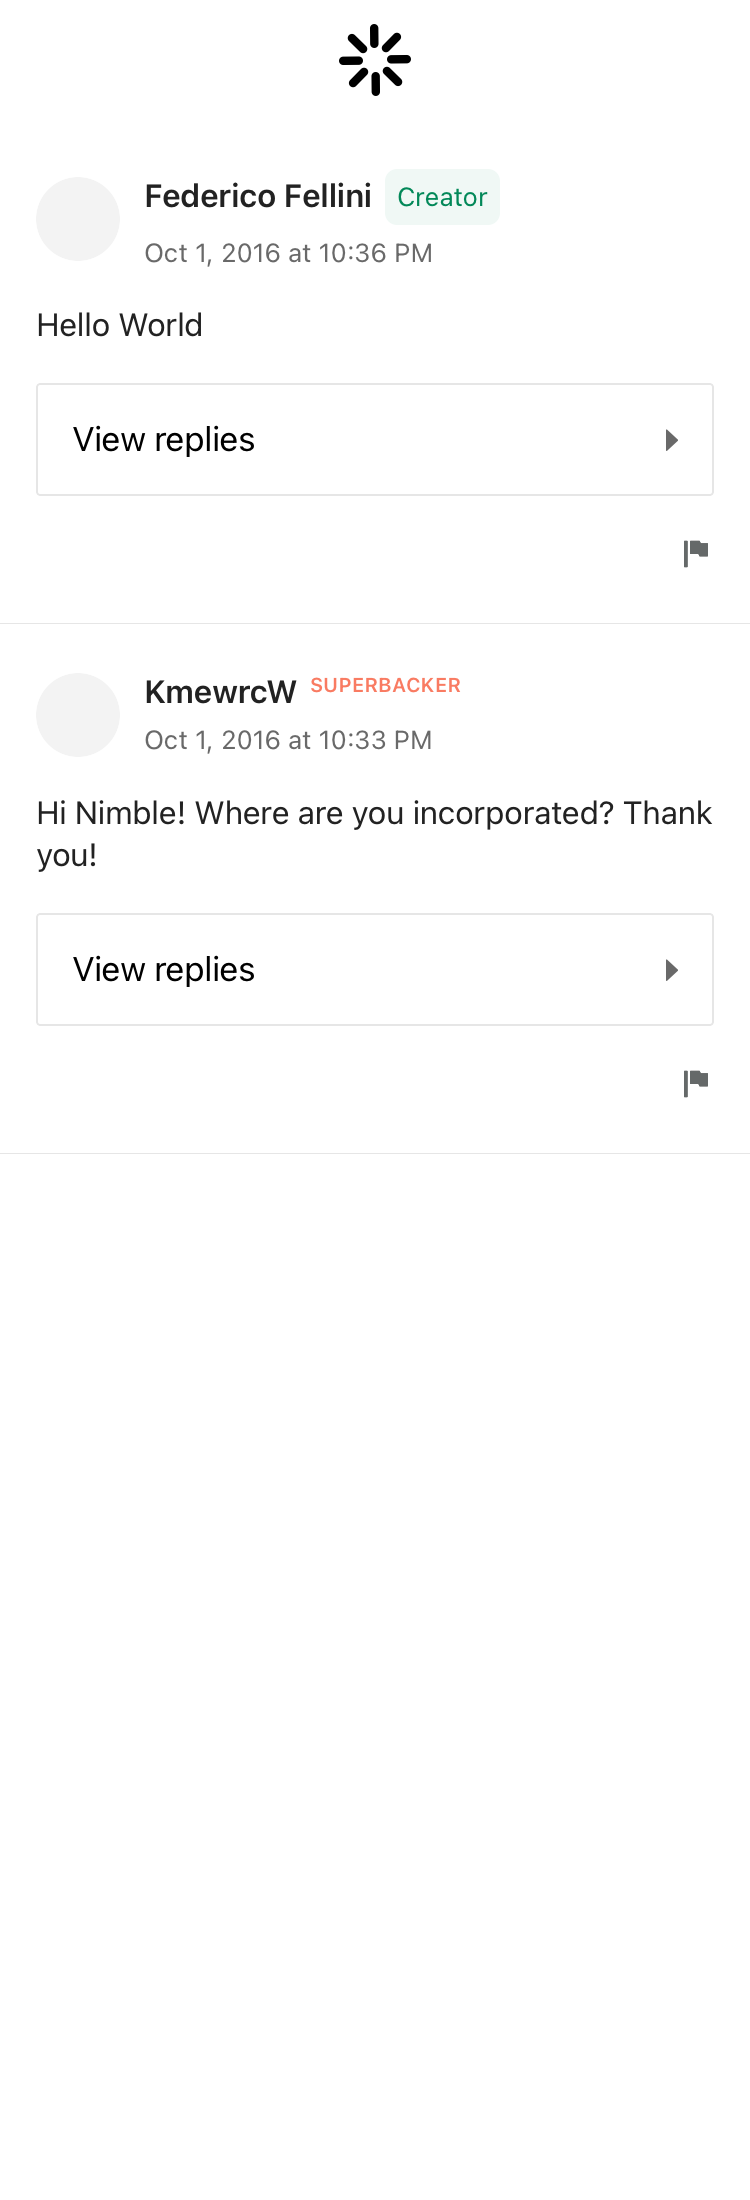 Federico Fellini Creator
Oct 1, 2016 at 10:36 PM
Hello World
View replies
KmewrcW SUPERBACKER
Oct 1, 2016 at 10:33 PM
Hi Nimble! Where are you incorporated? Thank
you!
View replies